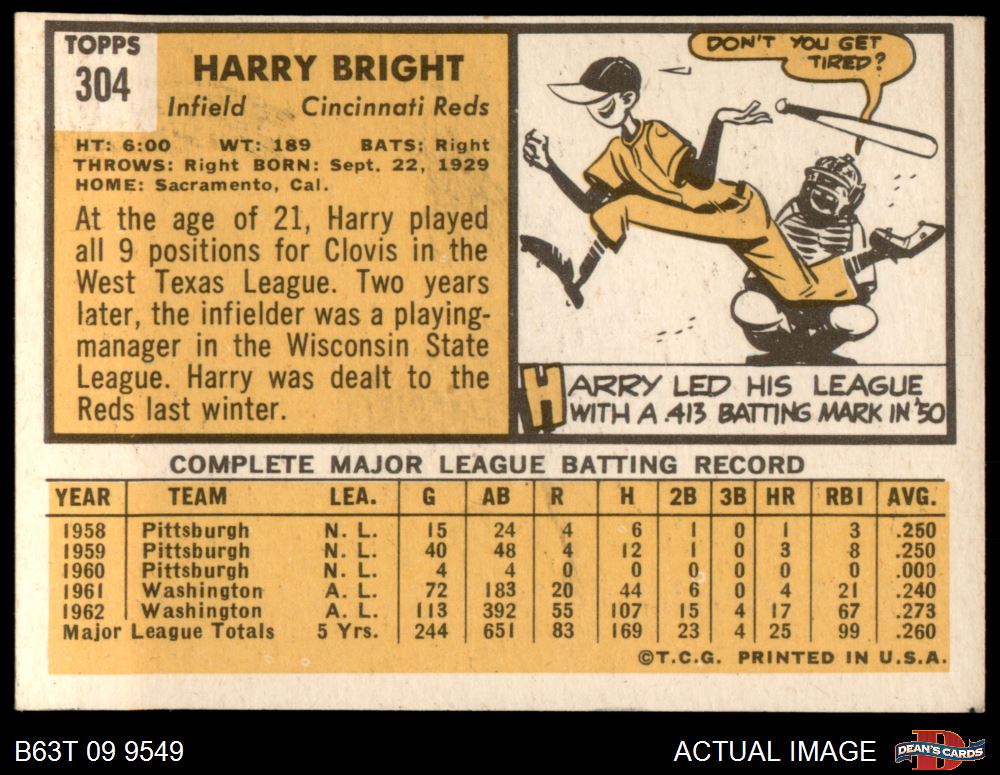 TOPPS
304
HARRY BRIGHT
Infield Cincinnati Reds
HT: 6:00 WT: 189 BATS: Right
THROWS: Right BORN: Sept. 22, 1929
HOME: Sacramento, Cal.
At the age of 21, Harry played
all 9 positions for Clovis in the
West Texas League. Two years
later, the infielder was a playing-
manager in the Wisconsin State
League. Harry was dealt to the
Reds last winter.
DON'T YOU GET
TIRED?
HARRY LED HIS LEAGUE
WITH A .413 BATTING MARK IN '50
COMPLETE MAJOR LEAGUE BATTING RECORD
YEAR TEAM LEA. G AB R H 2B 3B HR RBI AVG.
1958 Pittsburgh N. L. 15 24 4 6 1 0 1 3 .250
1959 Pittsburgh N. L. 40 48 4 12 1 0 3 8 .250
1960 Pittsburgh N. L. 4 4 0 0 0 0 0 0 .000
1961 Washington A. L. 72 183 20 44 6 0 4 21 .240
1962 Washington A. L. 113 392 55 107 15 4 17 67 .273
Major League Totals 5 Yrs. 244 651 83 169 23 4 25 99 .260
©T.C.G. PRINTED IN U.S.A.
B63T 09 9549
ACTUAL IMAGE
D
DEAN'S CARDS